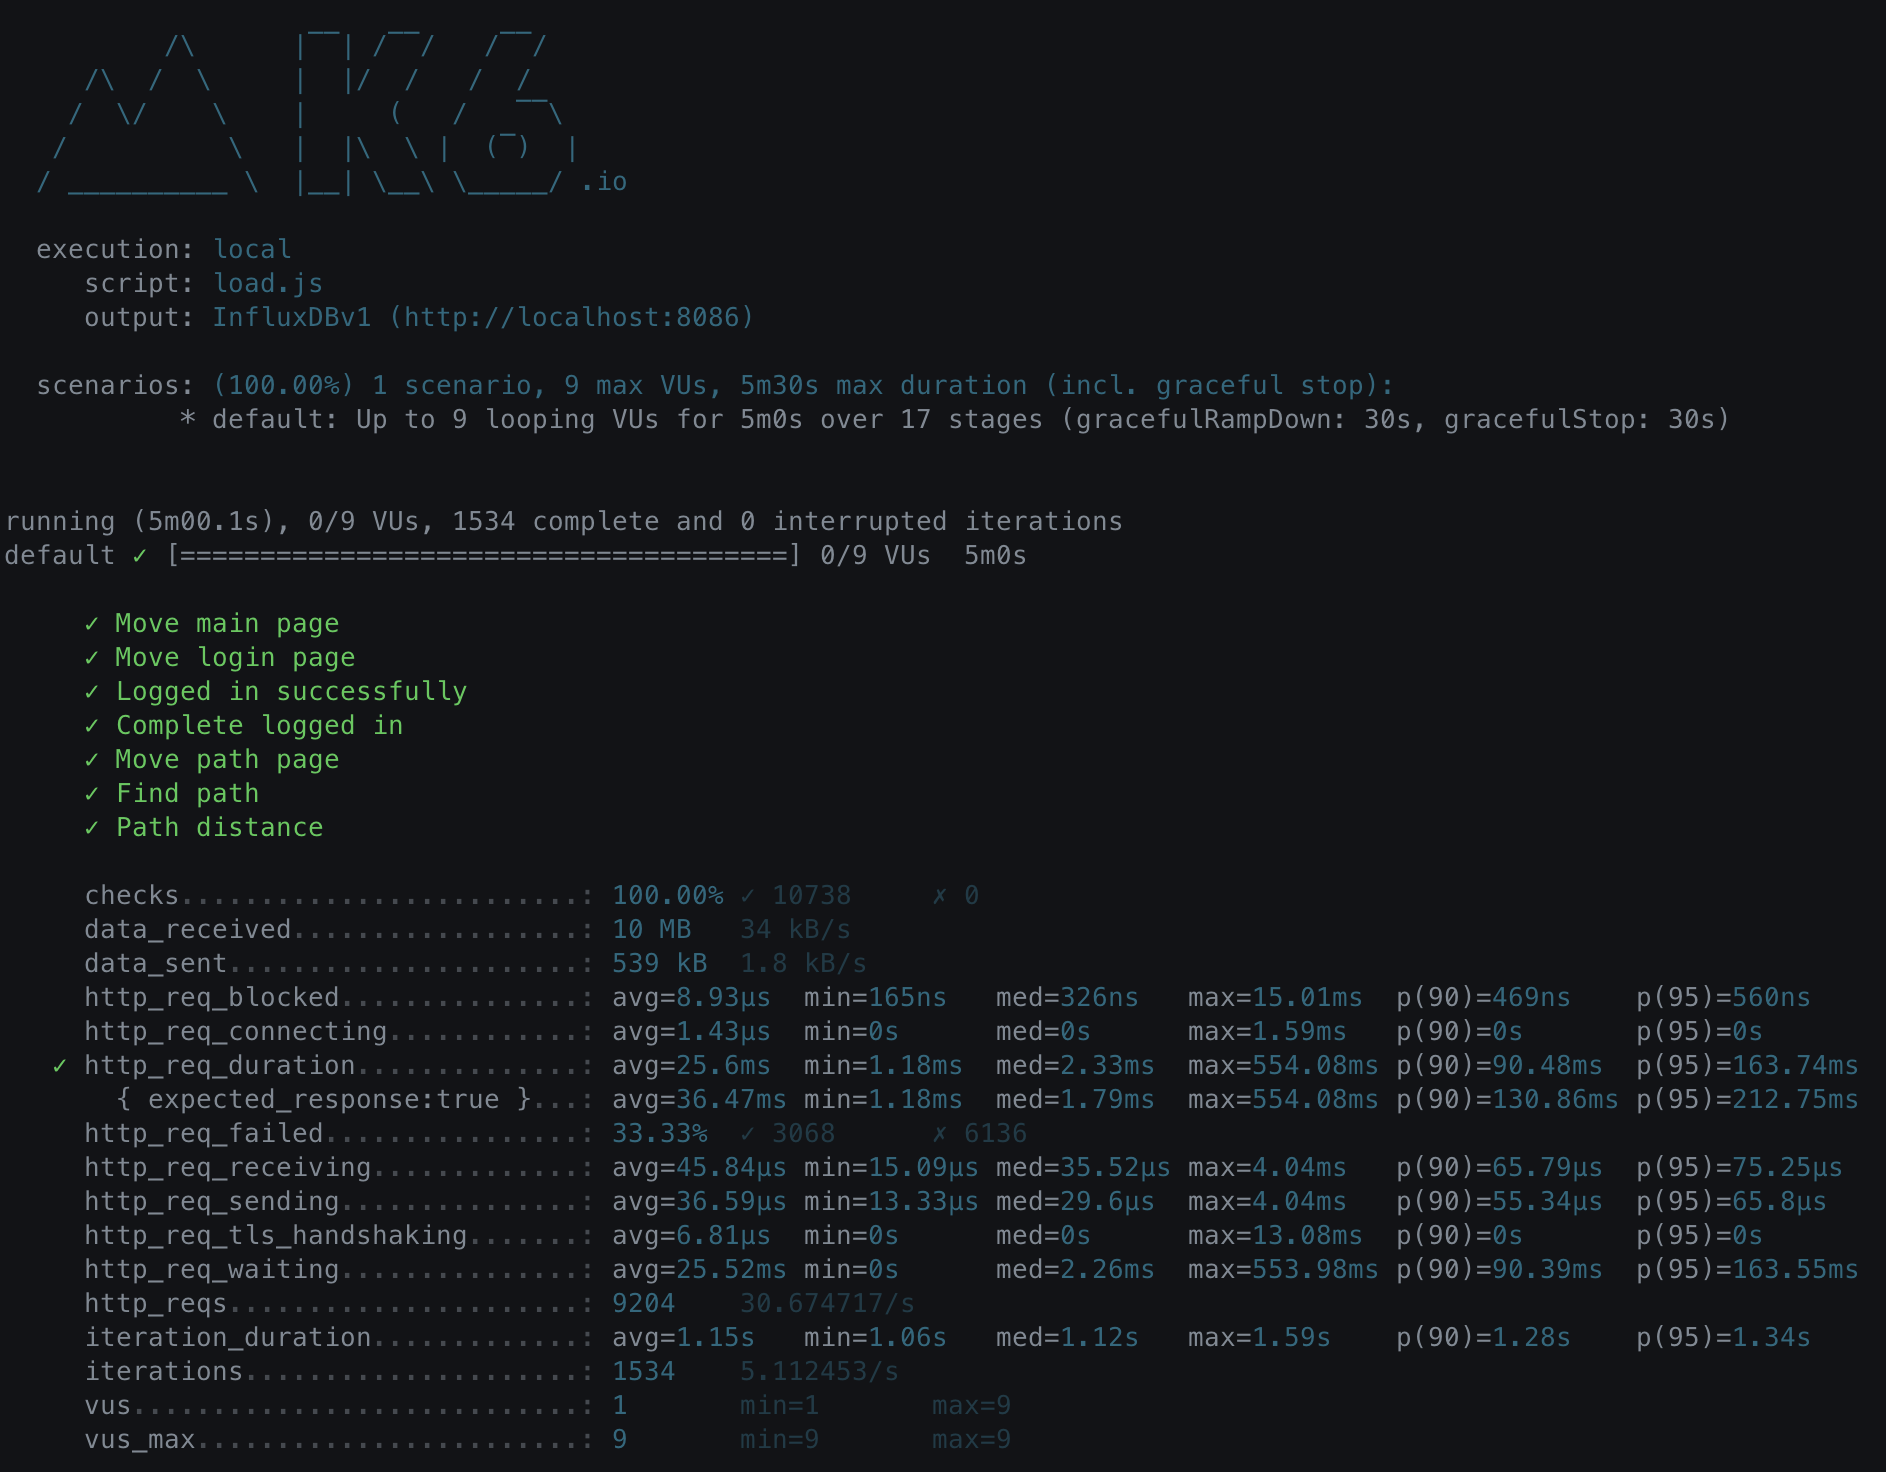 /\      |‾‾| /‾‾/   /‾‾/
     /\  /  \     |  |/  /   /  /
    /  \/    \    |     (   /   ‾‾\
   /          \   |  |\  \ |  (‾)  |
  / __________ \  |__| \__\ \_____/ .io
execution: local
script: load.js
output: InfluxDBv1 (http://localhost:8086)
scenarios: (100.00%) 1 scenario, 9 max VUs, 5m30s max duration (incl. graceful stop):
* default: Up to 9 looping VUs for 5m0s over 17 stages (gracefulRampDown: 30s, gracefulStop: 30s)
running (5m00.1s), 0/9 VUs, 1534 complete and 0 interrupted iterations
default ✓ [======================================] 0/9 VUs  5m0s
✓ Move main page
✓ Move login page
✓ Logged in successfully
✓ Complete logged in
✓ Move path page
✓ Find path
✓ Path distance
checks.........................: 100.00% ✓ 10738     ✗ 0
data_received..................: 10 MB   34 kB/s
data_sent......................: 539 kB  1.8 kB/s
http_req_blocked...............: avg=8.93µs  min=165ns   med=326ns   max=15.01ms  p(90)=469ns    p(95)=560ns
http_req_connecting............: avg=1.43µs  min=0s      med=0s      max=1.59ms   p(90)=0s       p(95)=0s
✓ http_req_duration..............: avg=25.6ms  min=1.18ms  med=2.33ms  max=554.08ms p(90)=90.48ms  p(95)=163.74ms
{ expected_response:true }...: avg=36.47ms min=1.18ms  med=1.79ms  max=554.08ms p(90)=130.86ms p(95)=212.75ms
http_req_failed................: 33.33%  ✓ 3068      ✗ 6136
http_req_receiving.............: avg=45.84µs min=15.09µs med=35.52µs max=4.04ms   p(90)=65.79µs  p(95)=75.25µs
http_req_sending...............: avg=36.59µs min=13.33µs med=29.6µs  max=4.04ms   p(90)=55.34µs  p(95)=65.8µs
http_req_tls_handshaking.......: avg=6.81µs  min=0s      med=0s      max=13.08ms  p(90)=0s       p(95)=0s
http_req_waiting...............: avg=25.52ms min=0s      med=2.26ms  max=553.98ms p(90)=90.39ms  p(95)=163.55ms
http_reqs......................: 9204    30.674717/s
iteration_duration.............: avg=1.15s   min=1.06s   med=1.12s   max=1.59s    p(90)=1.28s    p(95)=1.34s
iterations.....................: 1534    5.112453/s
vus............................: 1       min=1       max=9
vus_max........................: 9       min=9       max=9